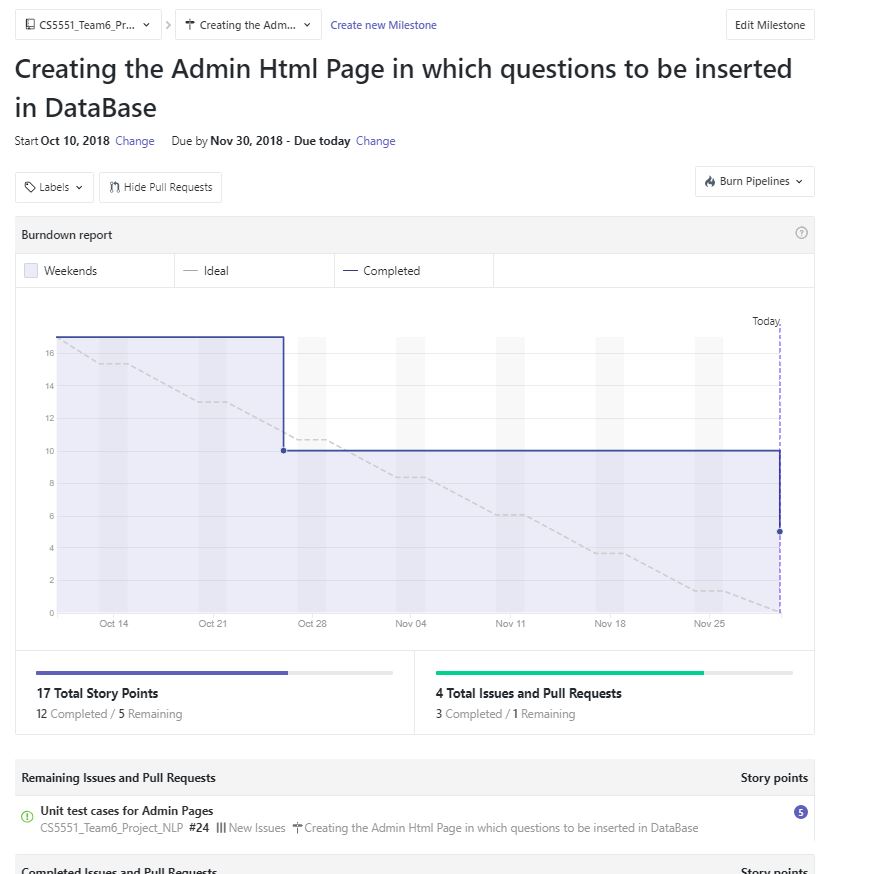 CS5551_Team6_Pr... Creating the Adm... Create new Milestone Edit Milestone
Creating the Admin Html Page in which questions to be inserted
in DataBase
Start Oct 10, 2018 Change Due by Nov 30, 2018 - Due today Change
Labels Hide Pull Requests Burn Pipelines
Burndown report
Weekends Ideal Completed
Today
16
14
12
10
8
6
4
2
0
Oct 14 Oct 21 Oct 28 Nov 04 Nov 11 Nov 18 Nov 25
17 Total Story Points 4 Total Issues and Pull Requests
12 Completed / 5 Remaining 3 Completed / 1 Remaining
Remaining Issues and Pull Requests Story points
Unit test cases for Admin Pages 5
CS5551_Team6_Project_NLP #24 New Issues Creating the Admin Html Page in which questions to be inserted in DataBase
Completed Issues and Pull Requests Story points